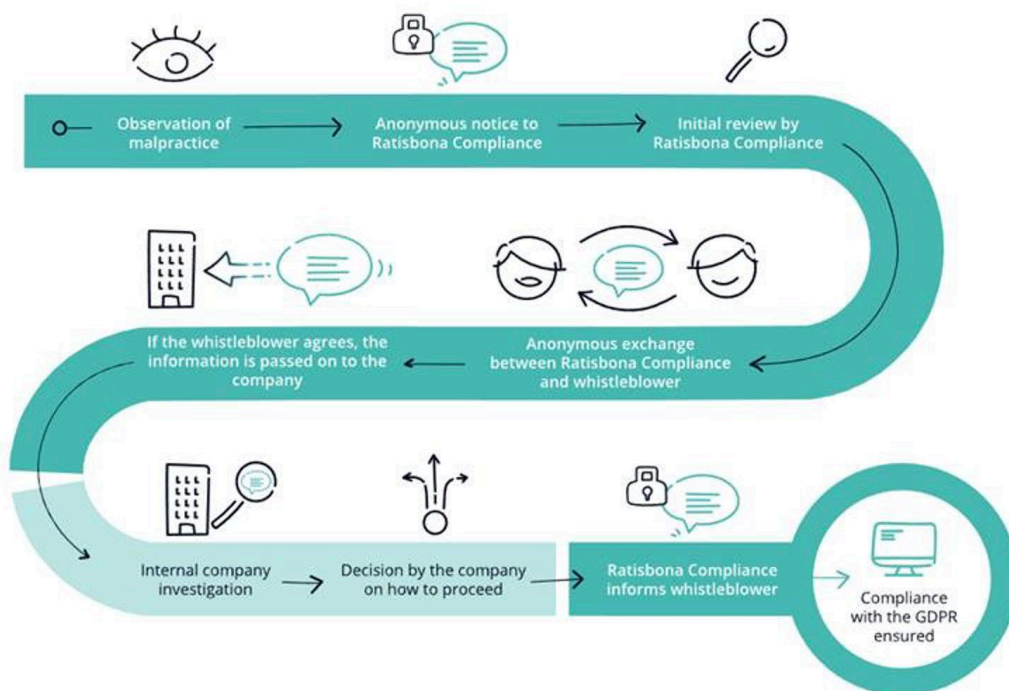 Observation of
malpractice
Anonymous notice to
Ratisbona Compliance
Initial review by
Ratisbona Compliance
Anonymous exchange
between Ratisbona Compliance
and whistleblower
If the whistleblower agrees, the
information is passed on to the
company
Internal company
investigation
Decision by the company
on how to proceed
Ratisbona Compliance
informs whistleblower
Compliance
with the GDPR
ensured